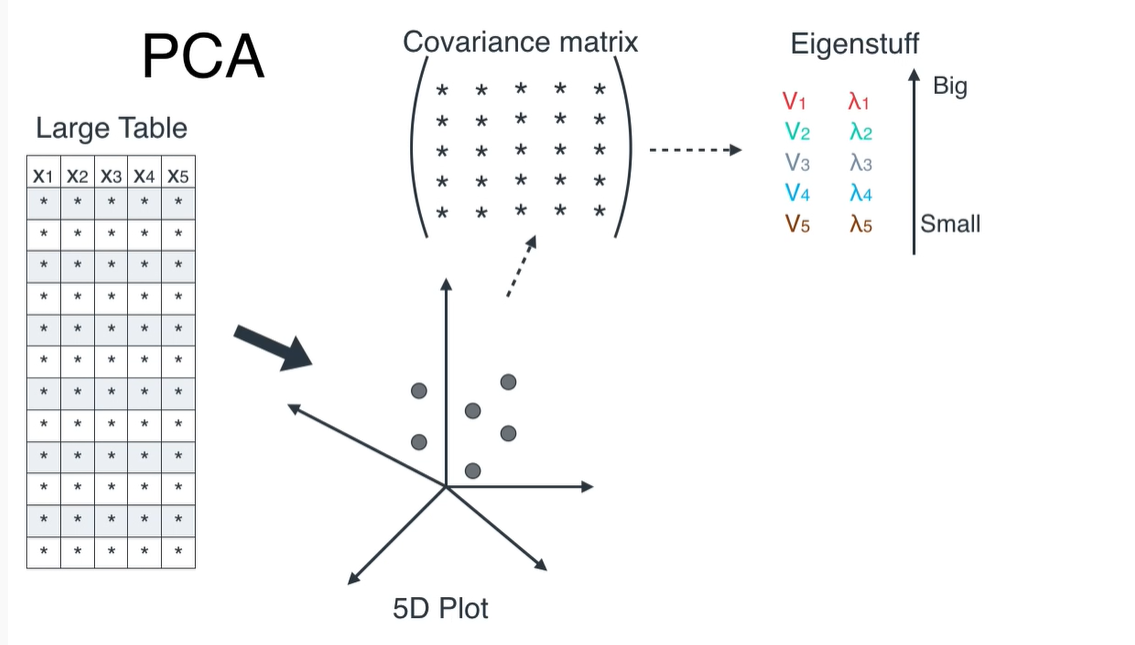 PCA
Large Table
X1 X2 X3 X4 X5
* * * * *
* * * * *
* * * * *
* * * * *
* * * * *
* * * * *
* * * * *
* * * * *
* * * * *
* * * * *
* * * * *
* * * * *
Covariance matrix
* * * * *
* * * * *
* * * * *
* * * * *
* * * * *
5D Plot
Eigenstuff
V1 λ1
V2 λ2
V3 λ3
V4 λ4
V5 λ5
Big
Small